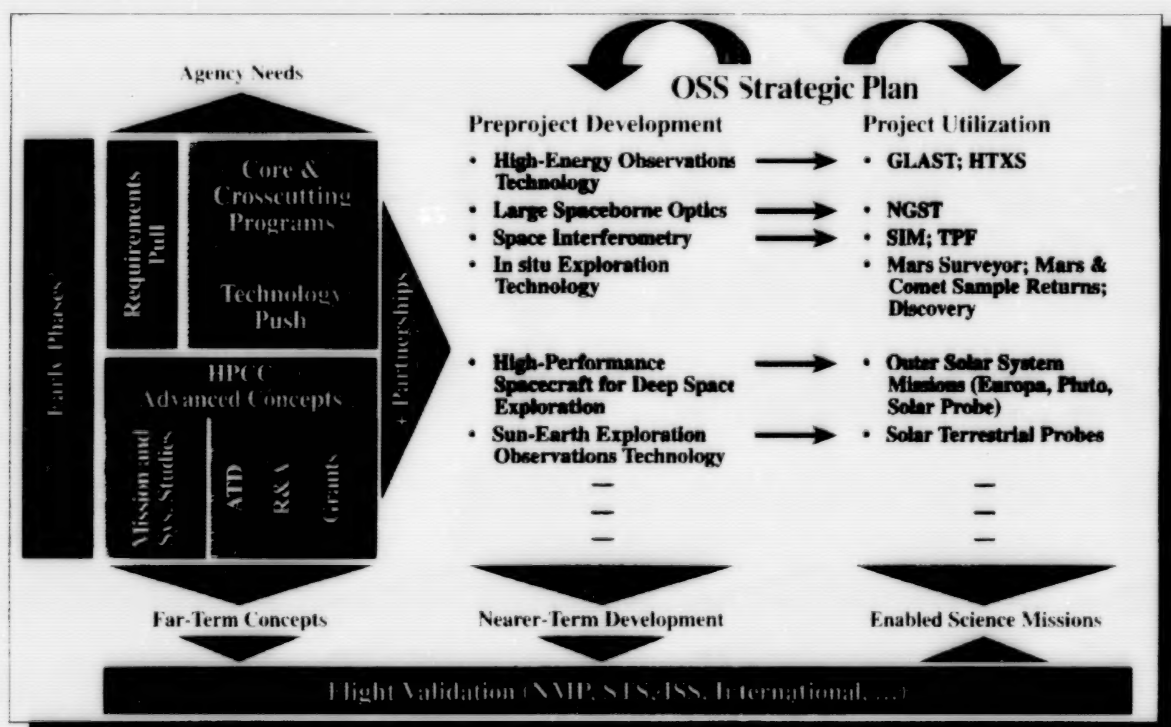 Agency Needs
OSS Strategic Plan
Early Phases
Requirements
Pull
Core &
Crosscutting
Programs
Technology
Push
HPCC
Advanced Concepts
Mission and
Sys. Studies
ATD
R&A
Grants
+ Partnerships
Preproject Development
• High-Energy Observations
Technology
• Large Spaceborne Optics
• Space Interferometry
• In situ Exploration
Technology
• High-Performance
Spacecraft for Deep Space
Exploration
• Sun-Earth Exploration
Observations Technology
Project Utilization
• GLAST; HTXS
• NGST
• SIM; TPF
• Mars Surveyor; Mars &
Comet Sample Returns;
Discovery
• Outer Solar System
Missions (Europa, Pluto,
Solar Probe)
• Solar Terrestrial Probes
Far-Term Concepts
Nearer-Term Development
Enabled Science Missions
Flight Validation (NMP, STS, ISS, International, ...)